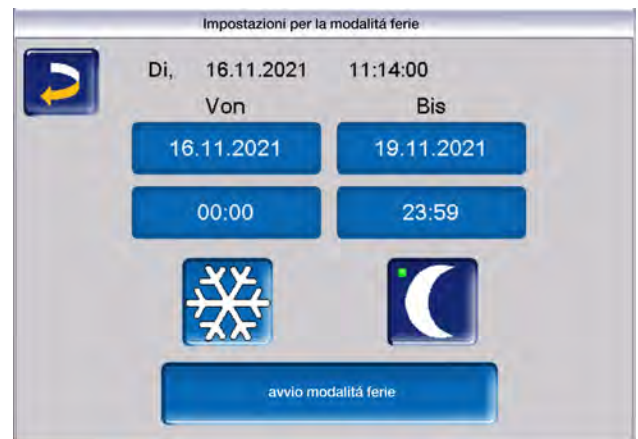 Impostazioni per la modalitá ferie
Di, 16.11.2021 11:14:00
Von Bis
16.11.2021 19.11.2021
00:00 23:59
avvio modalitá ferie